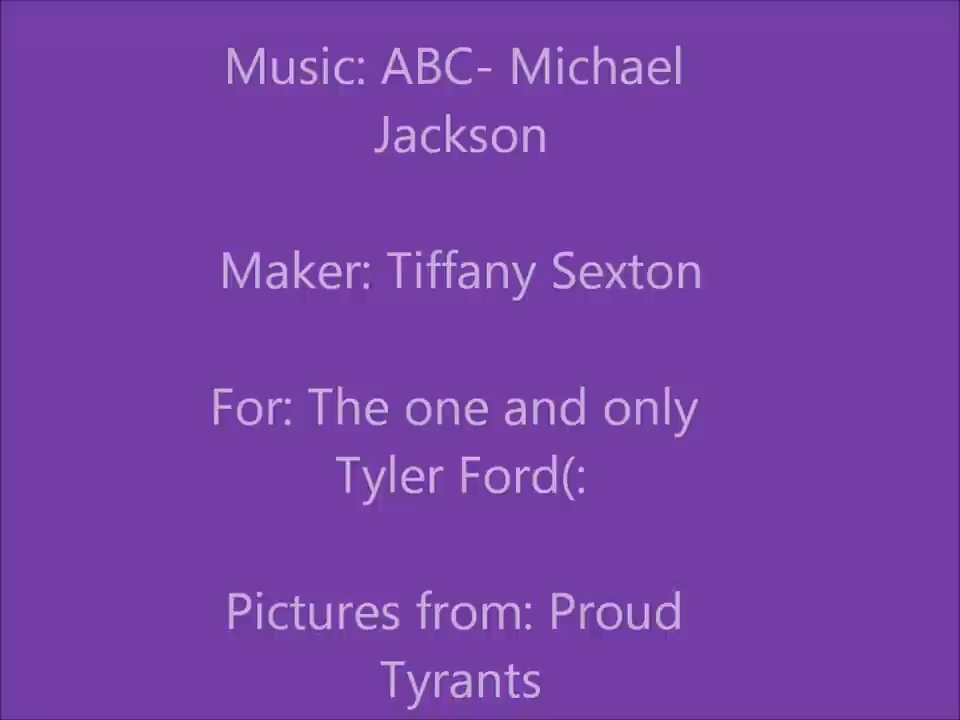 Music: ABC- Michael
Jackson
Maker: Tiffany Sexton
For: The one and only
Tyler Ford(:
Pictures from: Proud
Tyrants